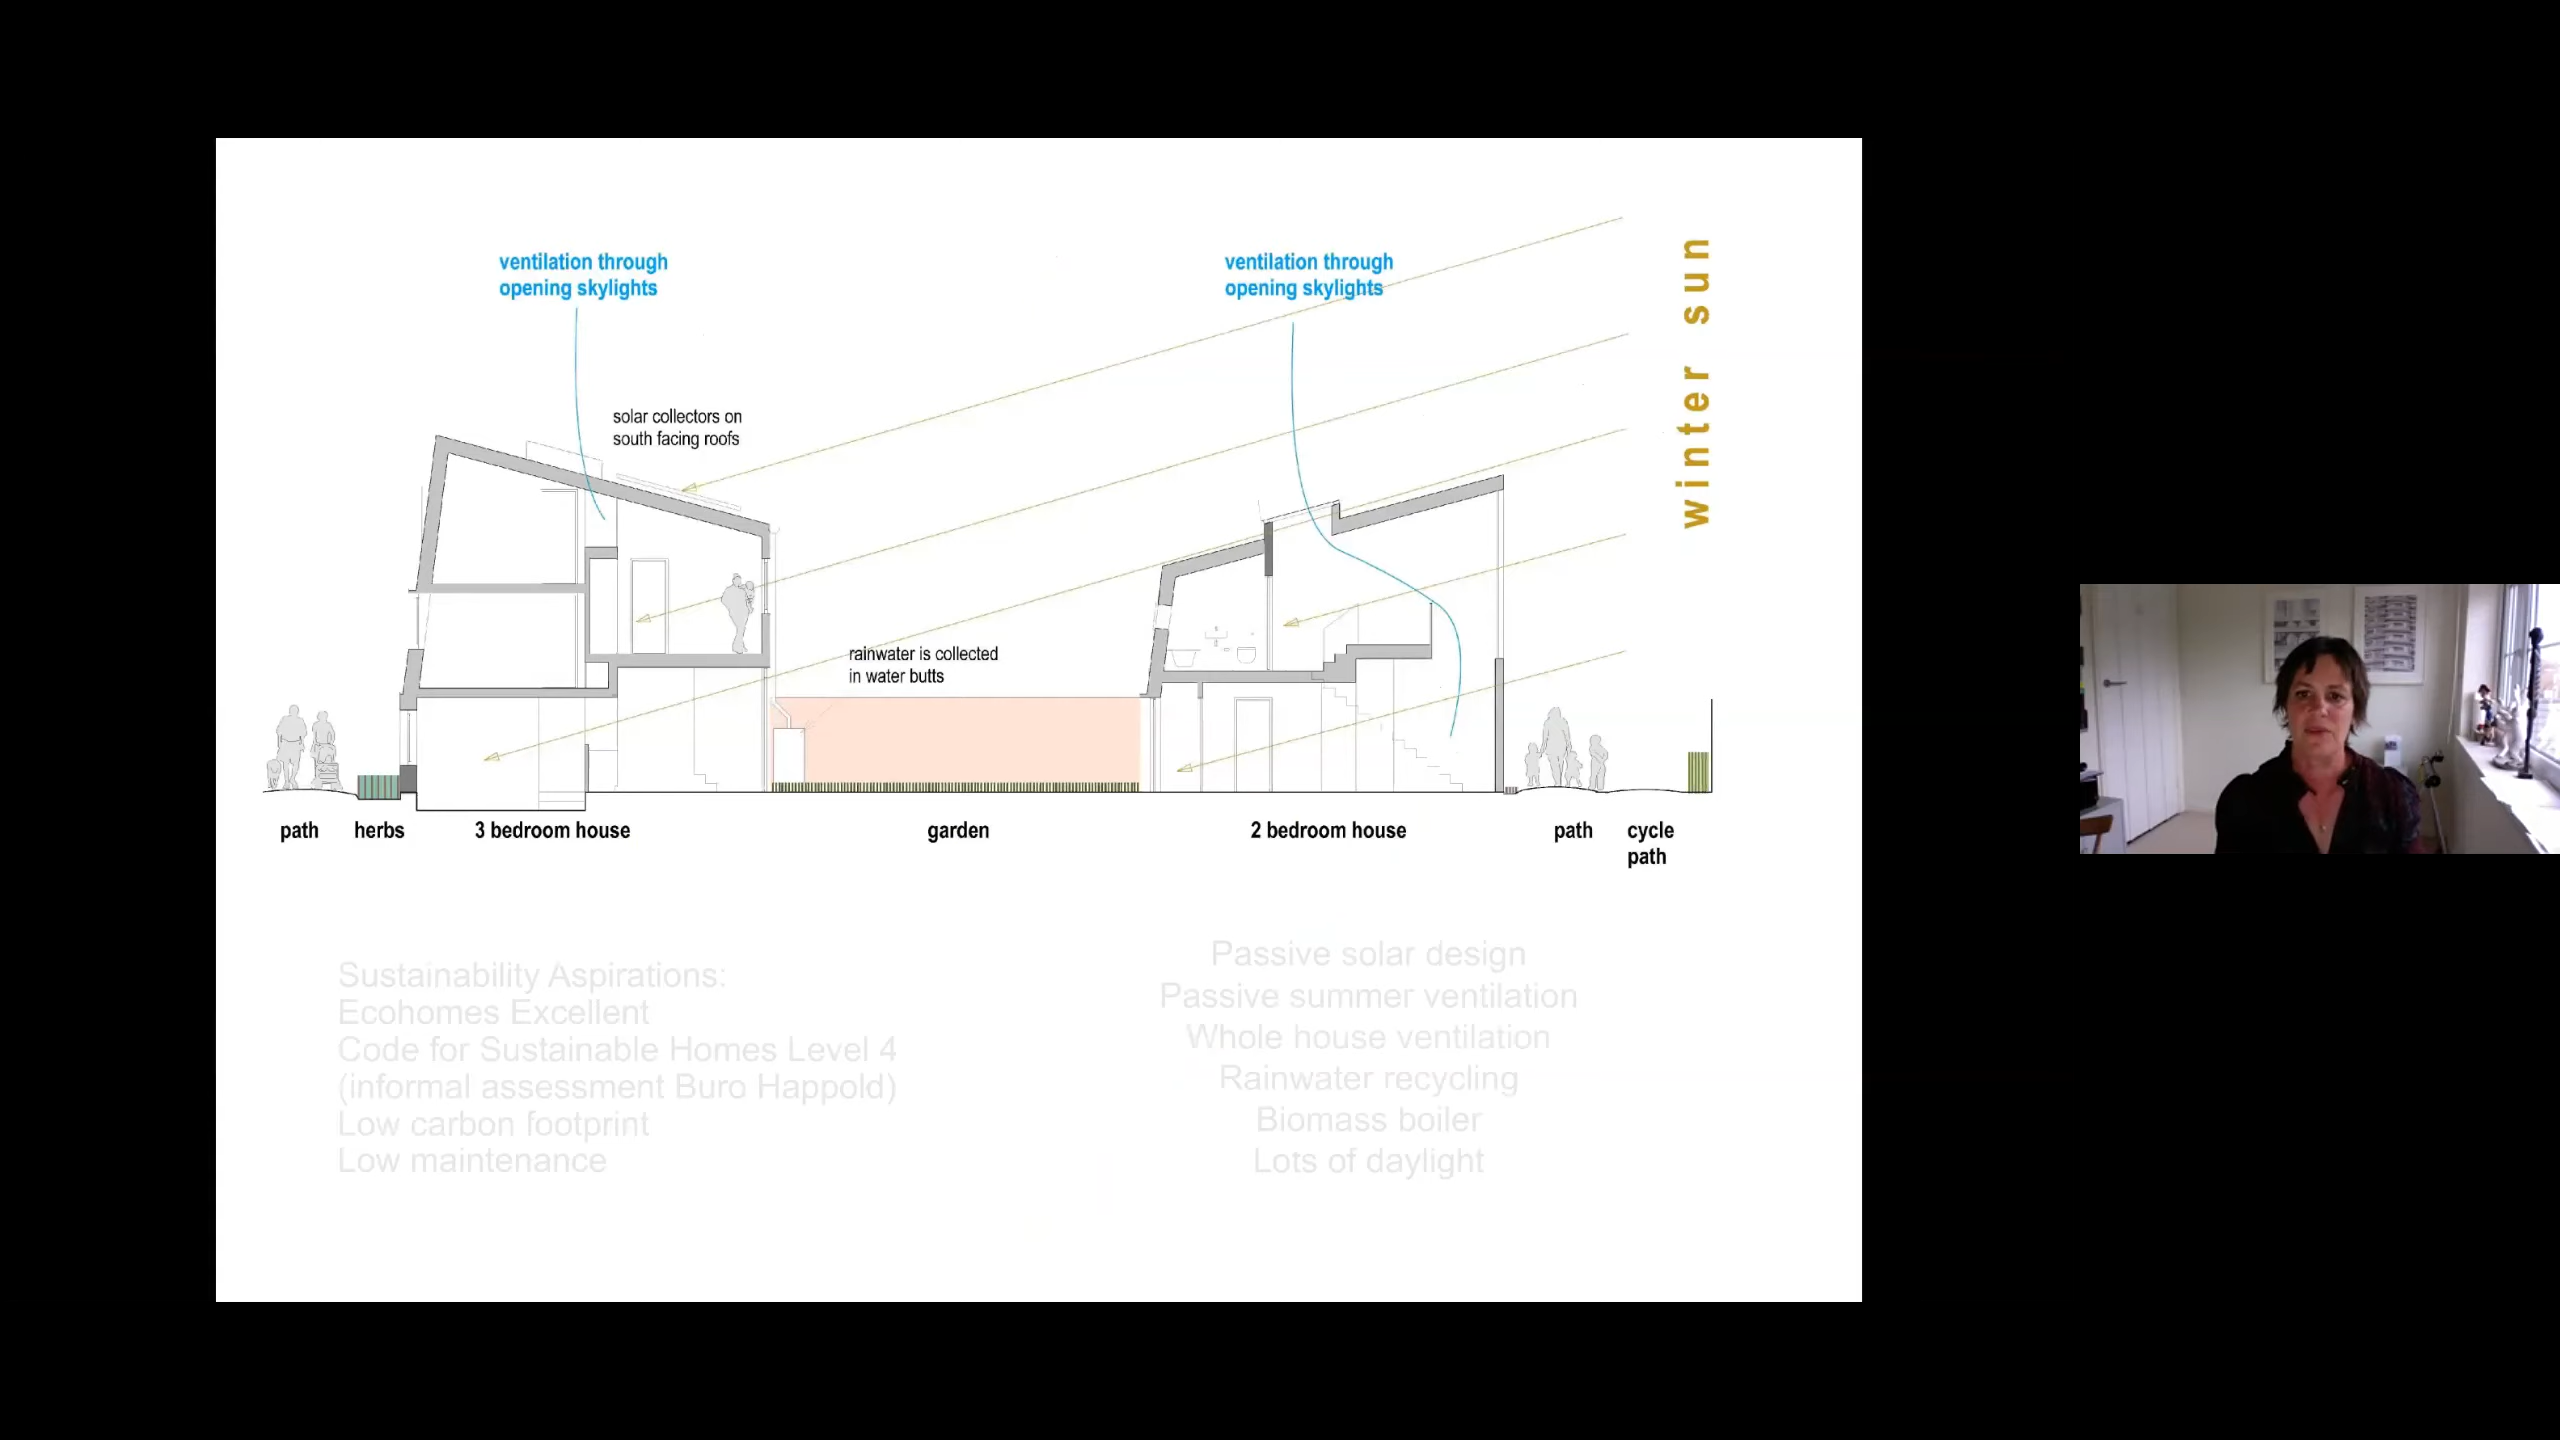 ventilation through
opening skylights
ventilation through
opening skylights
winter sun
solar collectors on
south facing roofs
rainwater is collected
in water butts
path
herbs
3 bedroom house
garden
2 bedroom house
path
cycle
path
Sustainability Aspirations:
Ecohomes Excellent
Code for Sustainable Homes Level 4
(informal assessment Buro Happold)
Low carbon footprint
Low maintenance
Passive solar design
Passive summer ventilation
Whole house ventilation
Rainwater recycling
Biomass boiler
Lots of daylight